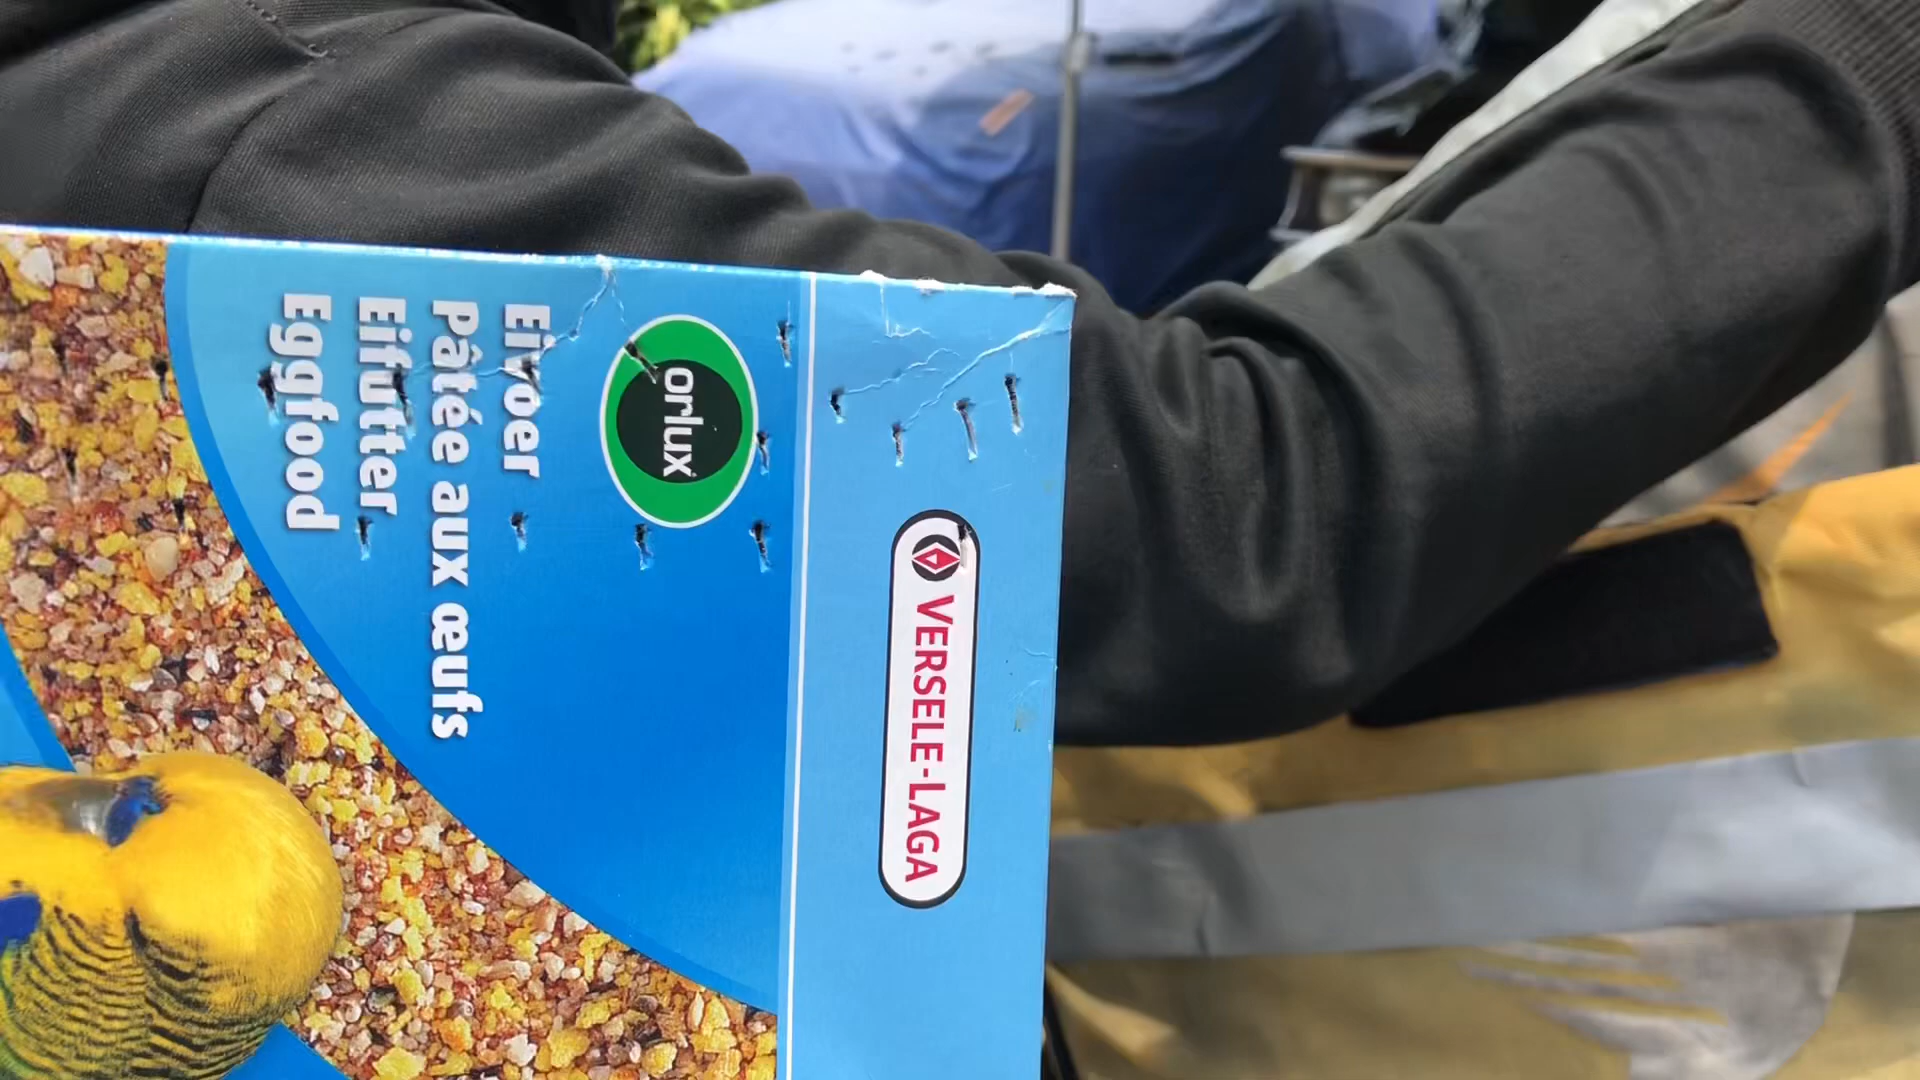 VERSELE-LAGA
orlux
Eivoer
Pâtée aux œufs
Eifutter
Eggfood